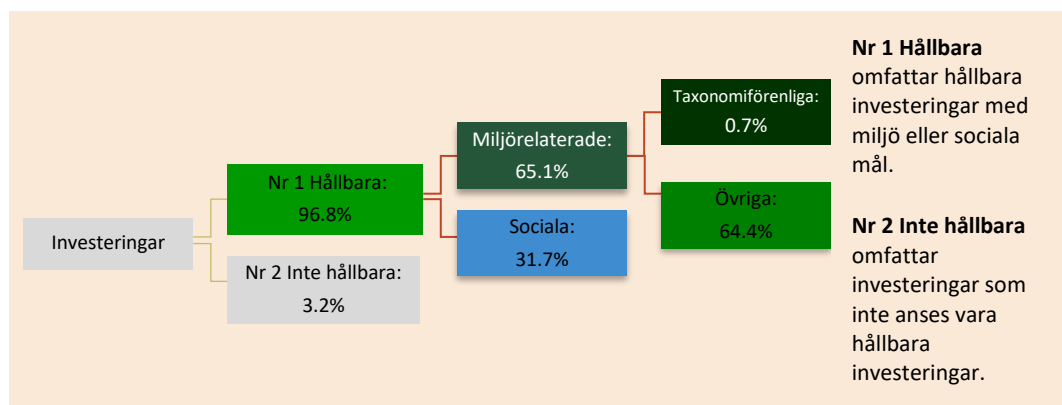 Investeringar
Nr 1 Hållbara:
96.8%
Nr 2 Inte hållbara:
3.2%
Miljörelaterade:
65.1%
Sociala:
31.7%
Taxonomiförenliga:
0.7%
Övriga:
64.4%
Nr 1 Hållbara
omfattar hållbara
investeringar med
miljö eller sociala
mål.
Nr 2 Inte hållbara
omfattar
investeringar som
inte anses vara
hållbara
investeringar.